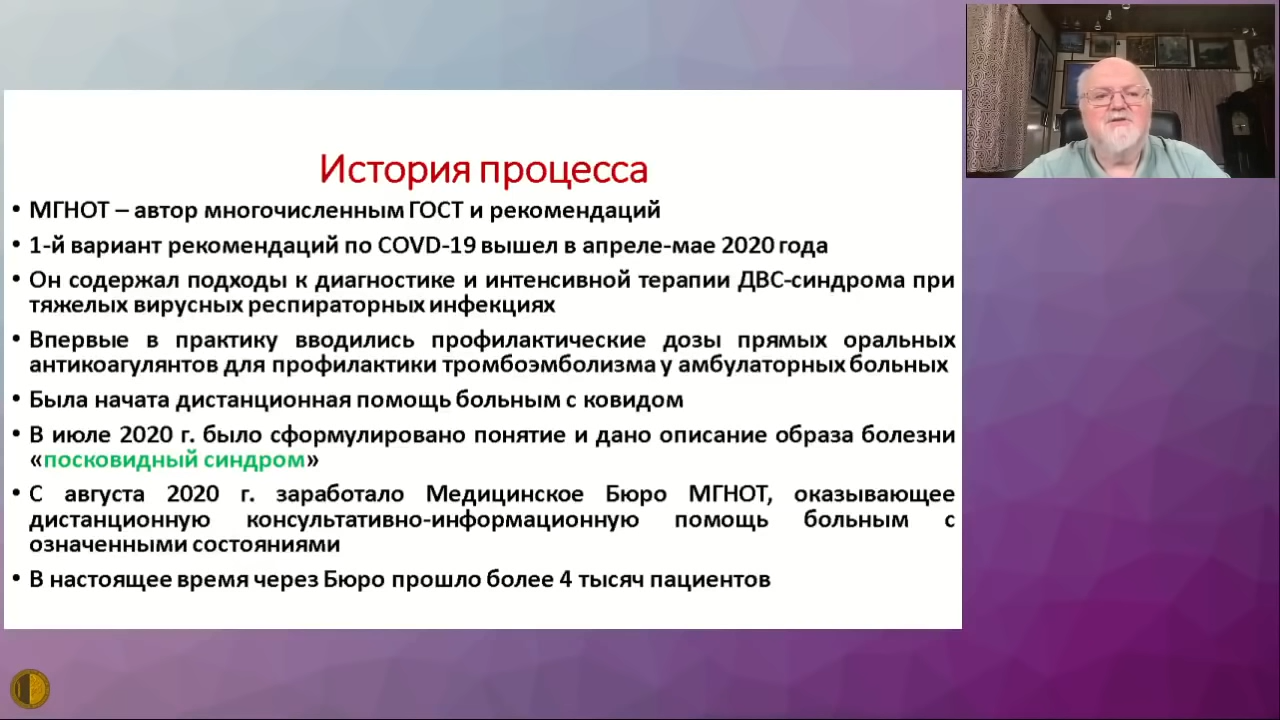 История процесса
• МГНОТ – автор многочисленным ГОСТ и рекомендаций
• 1-й вариант рекомендаций по COVD-19 вышел в апреле-мае 2020 года
• Он содержал подходы к диагностике и интенсивной терапии ДВС-синдрома при
тяжелых вирусных респираторных инфекциях
• Впервые в практику вводились профилактические дозы прямых оральных
антикоагулянтов для профилактики тромбоэмболизма у амбулаторных больных
• Была начата дистанционная помощь больным с ковидом
• В июле 2020 г. было сформулировано понятие и дано описание образа болезни
«посковидный синдром»
• С августа 2020 г. заработало Медицинское Бюро МГНОТ, оказывающее
дистанционную консультативно-информационную помощь больным с
означенными состояниями
• В настоящее время через Бюро прошло более 4 тысяч пациентов